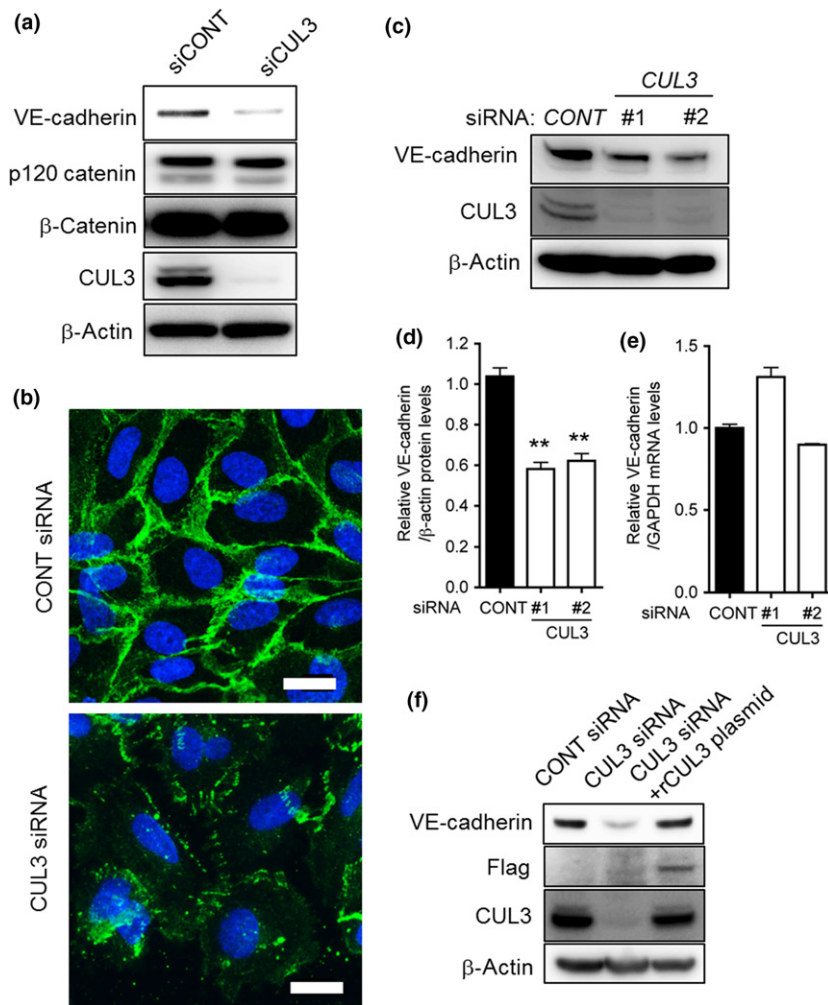 (a)
siCONT
siCUL3
VE-cadherin
p120 catenin
β-Catenin
CUL3
β-Actin
(b)
CONT siRNA
CUL3 siRNA
(c)
CUL3
siRNA: CONT #1 #2
VE-cadherin
CUL3
β-Actin
(d)
Relative VE-cadherin
/β-actin protein levels
1.2
1.0
0.8
0.6
0.4
0.2
0.0
** **
siRNA CONT #1 #2
CUL3
(e)
Relative VE-cadherin
/GAPDH mRNA levels
1.5
1.0
0.5
0.0
siRNA CONT #1 #2
CUL3
(f)
CONT siRNA
CUL3 siRNA
CUL3 siRNA
+rCUL3 plasmid
VE-cadherin
Flag
CUL3
β-Actin